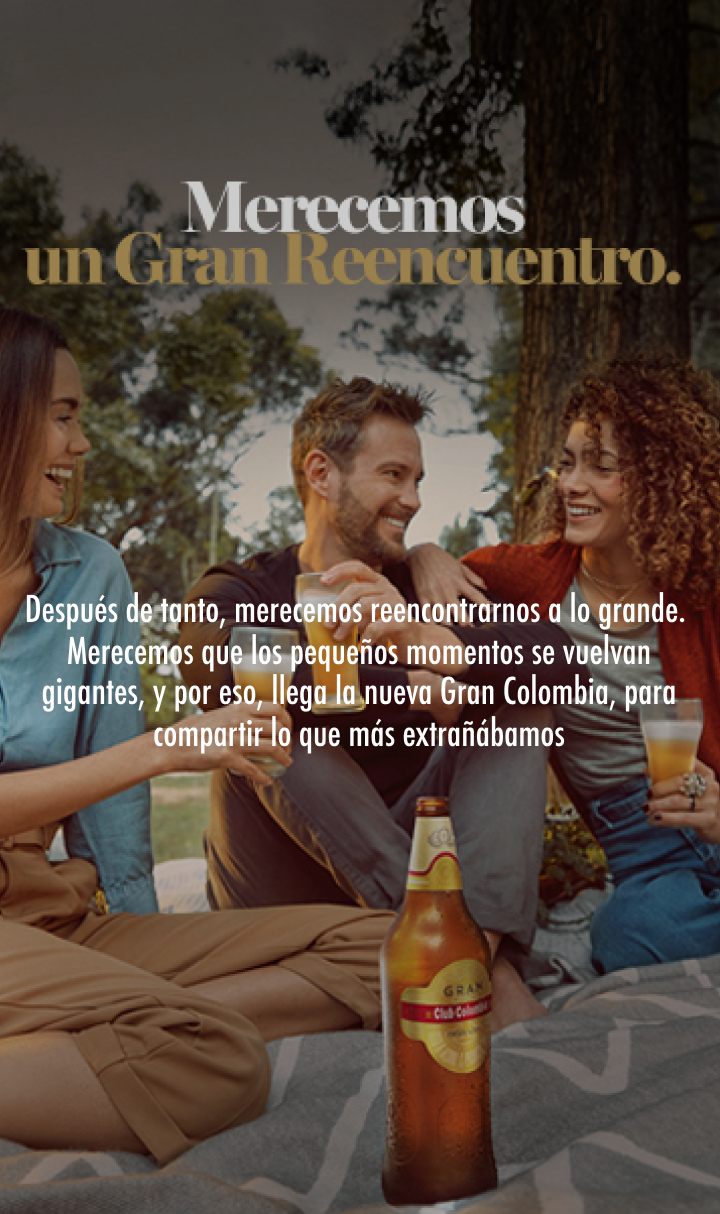 Merecemos
un Gran Reencuentro.
Después de tanto, merecemos reencontrarnos a lo grande.
Merecemos que los pequeños momentos se vuelvan
gigantes, y por eso, llega la nueva Gran Colombia, para
compartir lo que más extrañábamos
GRAN
Club Colombia